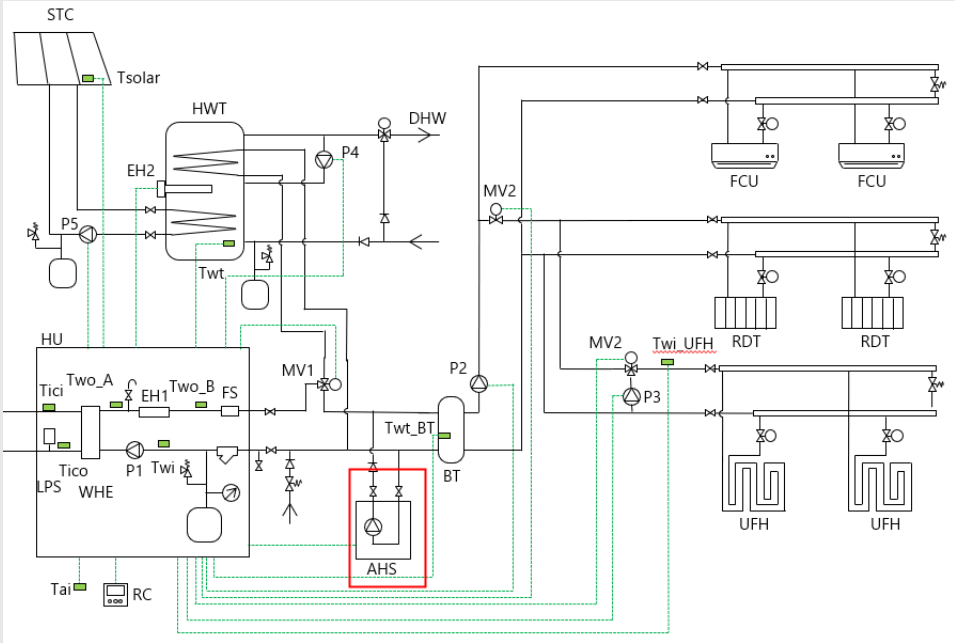 STC
Tsolar
HWT
DHW
P4
EH2
MV2
FCU
FCU
P5
Twt
RDT
RDT
HU
MV1
P2
MV2
Twi_UFH
Tici
Two_A
EH1
Two_B
FS
P3
Twt_BT
Tico
P1
Twi
LPS
WHE
BT
UFH
UFH
AHS
Tai
RC